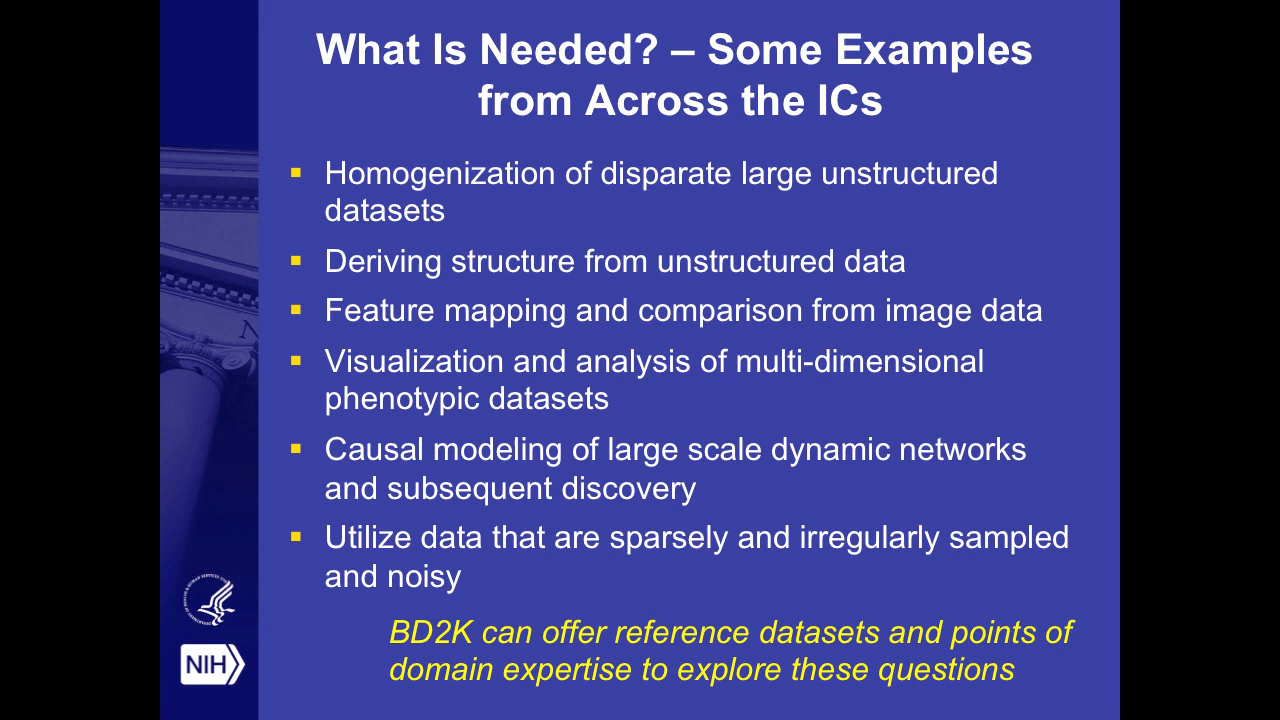 What Is Needed? – Some Examples
from Across the ICs
▪ Homogenization of disparate large unstructured
datasets
▪ Deriving structure from unstructured data
▪ Feature mapping and comparison from image data
▪ Visualization and analysis of multi-dimensional
phenotypic datasets
▪ Causal modeling of large scale dynamic networks
and subsequent discovery
▪ Utilize data that are sparsely and irregularly sampled
and noisy
BD2K can offer reference datasets and points of
domain expertise to explore these questions
NIH